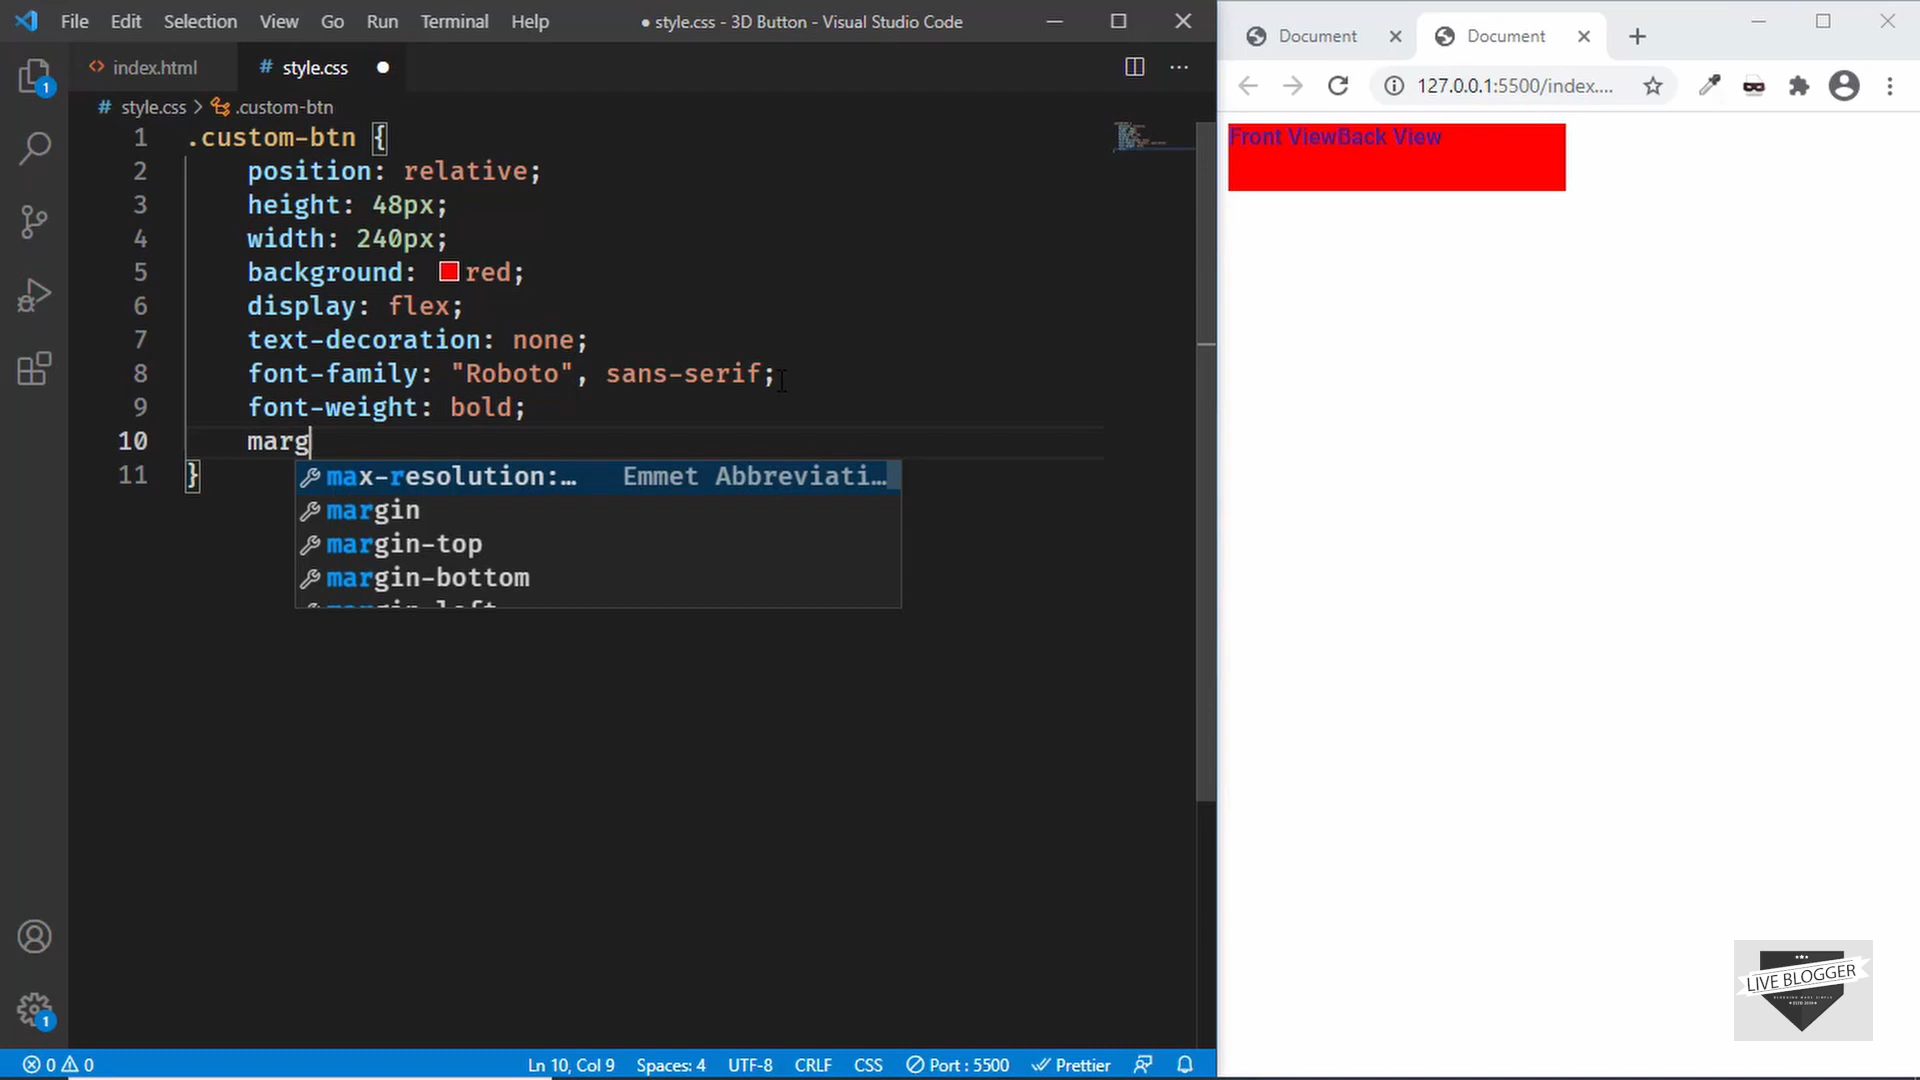 File Edit Selection View Go Run Terminal Help ● style.css - 3D Button - Visual Studio Code
index.html # style.css ●
# style.css > .custom-btn
1 .custom-btn {
2 position: relative;
3 height: 48px;
4 width: 240px;
5 background: red;
6 display: flex;
7 text-decoration: none;
8 font-family: "Roboto", sans-serif;
9 font-weight: bold;
10 marg
11 }
max-resolution:… Emmet Abbreviati…
margin
margin-top
margin-bottom
margin-left
1
1
0 0 Ln 10, Col 9 Spaces: 4 UTF-8 CRLF CSS Port : 5500 Prettier
Document Document
127.0.0.1:5500/index....
Front ViewBack View
LIVE BLOGGER